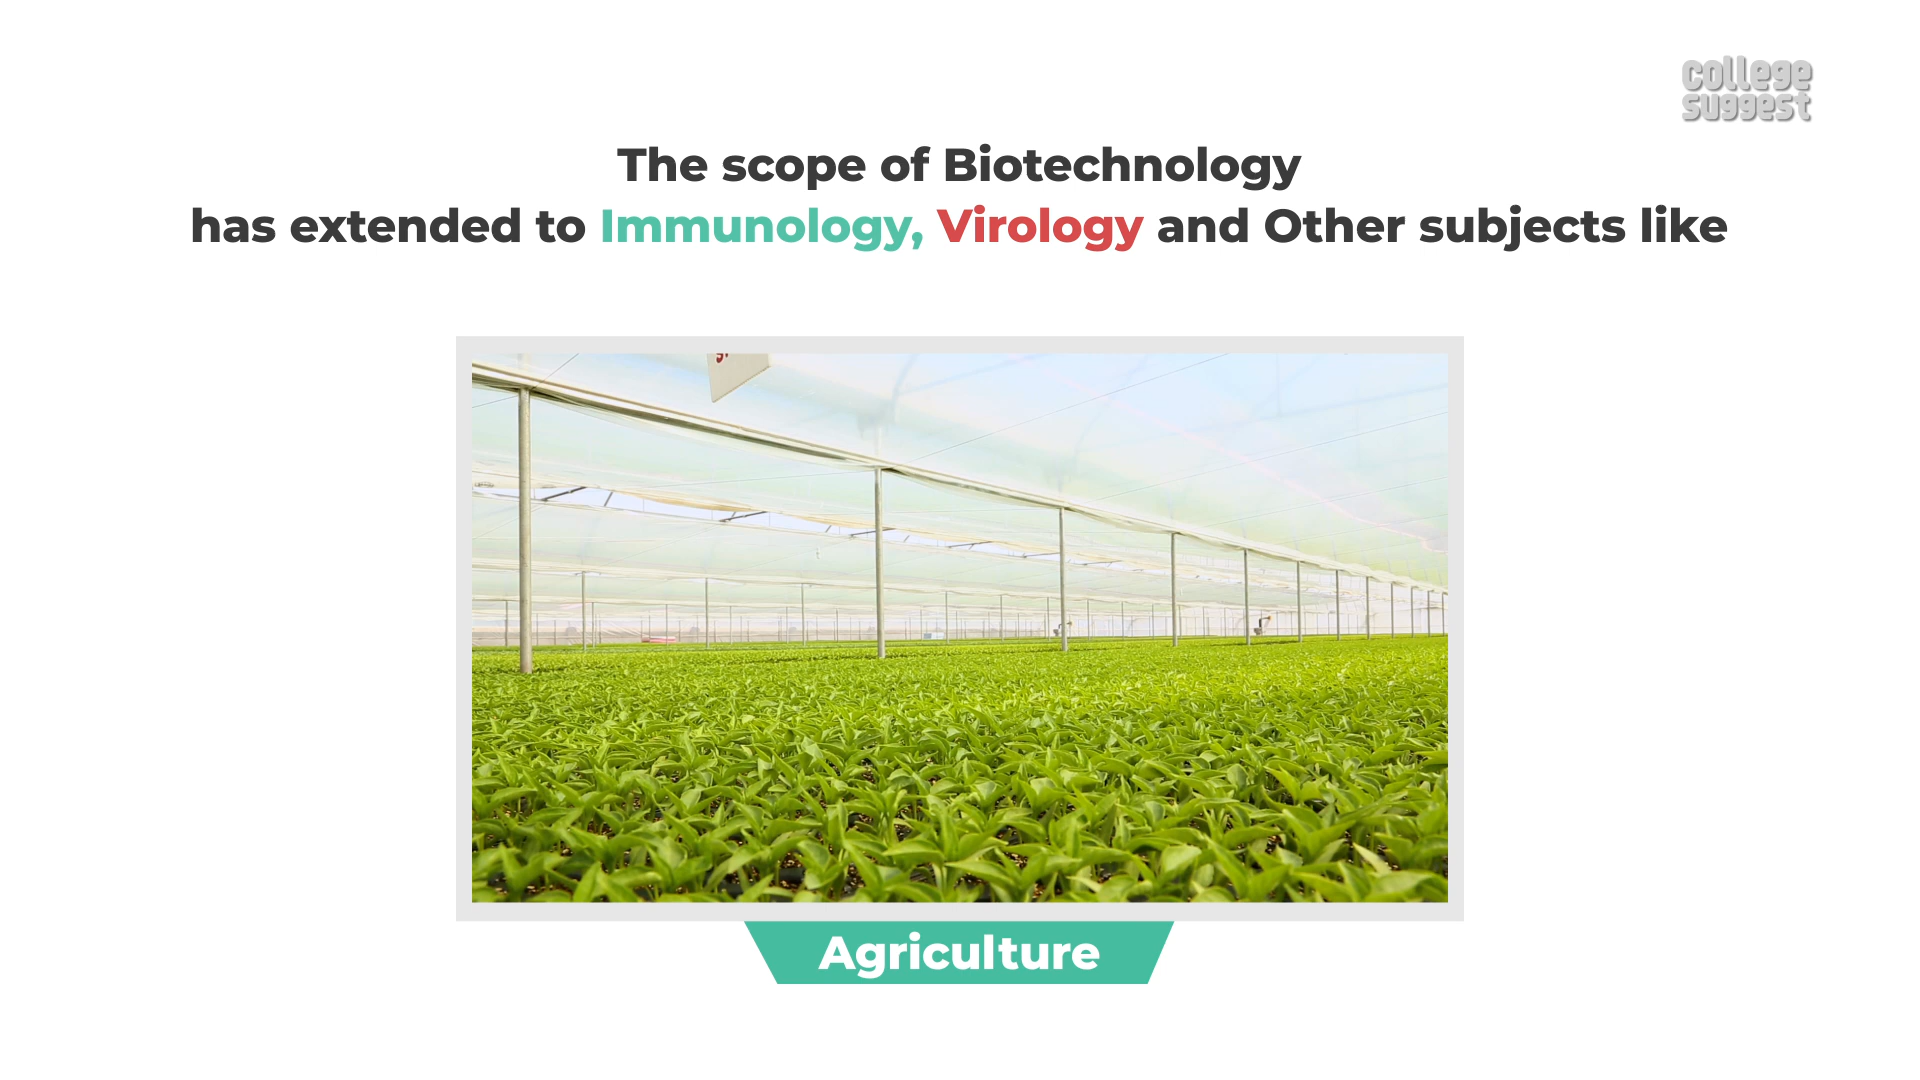 college
suggest
The scope of Biotechnology
has extended to Immunology, Virology and Other subjects like
Agriculture